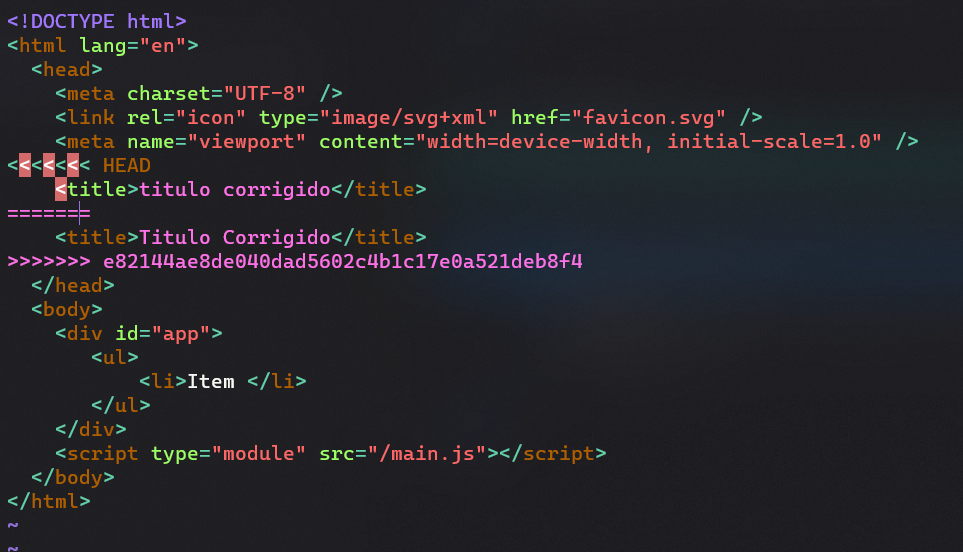 <!DOCTYPE html>
<html lang="en">
  <head>
    <meta charset="UTF-8" />
    <link rel="icon" type="image/svg+xml" href="favicon.svg" />
    <meta name="viewport" content="width=device-width, initial-scale=1.0" />
<<<<<<< HEAD
    <title>titulo corrigido</title>
=======
    <title>Titulo Corrigido</title>
>>>>>>> e82144ae8de040dad5602c4b1c17e0a521deb8f4
  </head>
  <body>
    <div id="app">
       <ul>
           <li>Item </li>
       </ul>
    </div>
    <script type="module" src="/main.js"></script>
  </body>
</html>
~
~